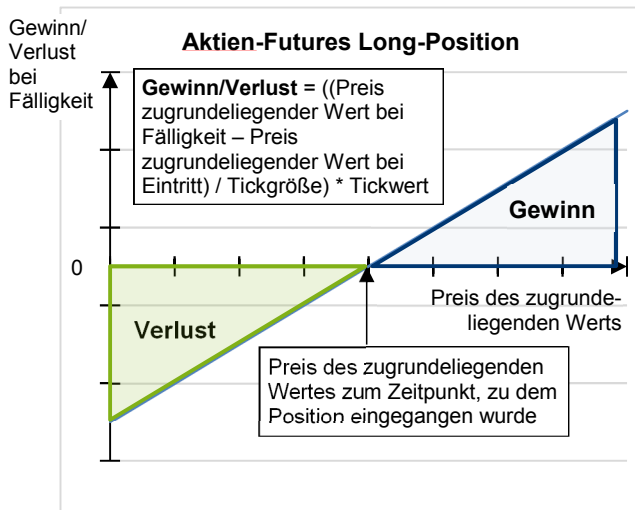 Gewinn/
Verlust
bei
Fälligkeit
Aktien-Futures Long-Position
Gewinn/Verlust = ((Preis
zugrundeliegender Wert bei
Fälligkeit – Preis
zugrundeliegender Wert bei
Eintritt) / Tickgröße) * Tickwert
Gewinn
0
Preis des zugrunde-
liegenden Werts
Verlust
Preis des zugrundeliegenden
Wertes zum Zeitpunkt, zu dem
Position eingegangen wurde